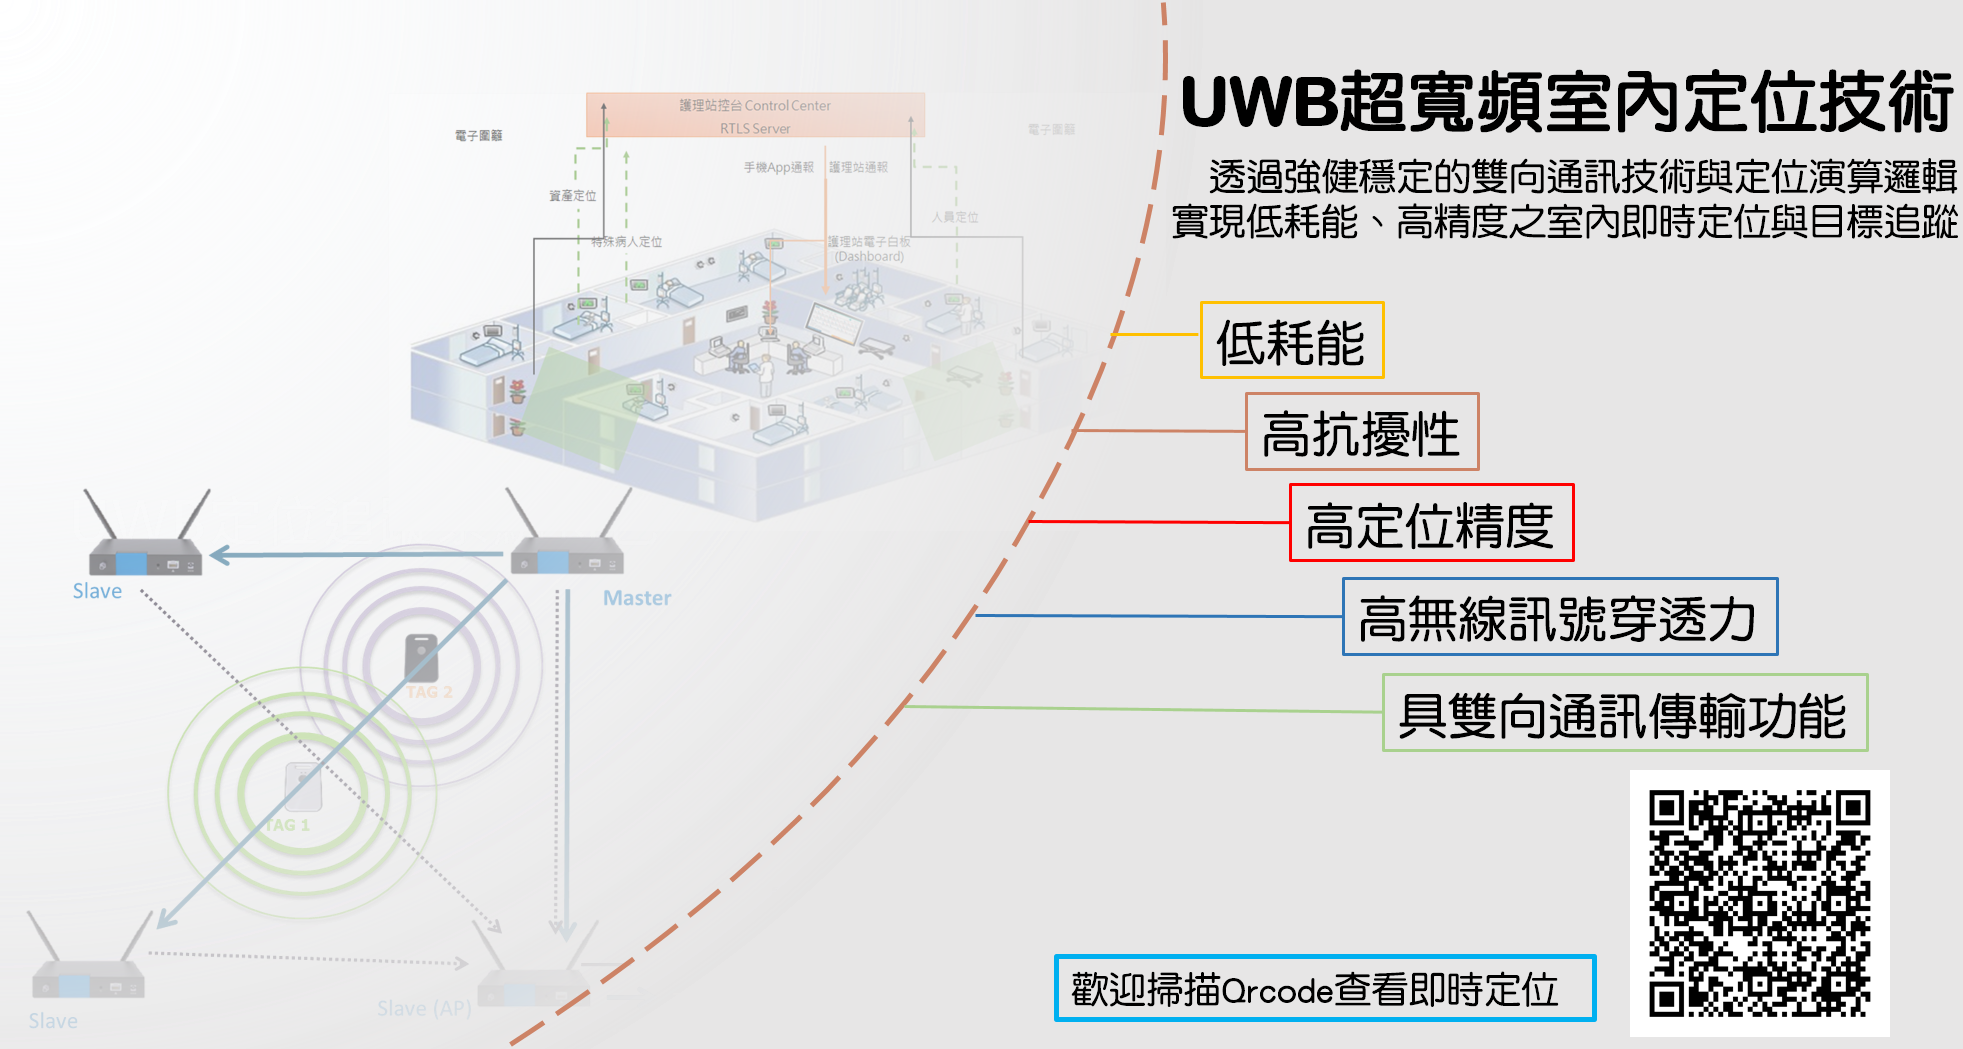 UWB超寬頻室內定位技術
透過強健穩定的雙向通訊技術與定位演算邏輯
實現低耗能、高精度之室內即時定位與目標追蹤
護理站控台 Control Center
RTLS Server
電子圍籬
電子圍籬
手機App通報
護理站通報
資產定位
人員定位
特殊病人定位
護理站電子白板
(Dashboard)
低耗能
高抗擾性
高定位精度
高無線訊號穿透力
具雙向通訊傳輸功能
Slave
Master
TAG 2
TAG 1
Slave
Slave (AP)
歡迎掃描Qrcode查看即時定位